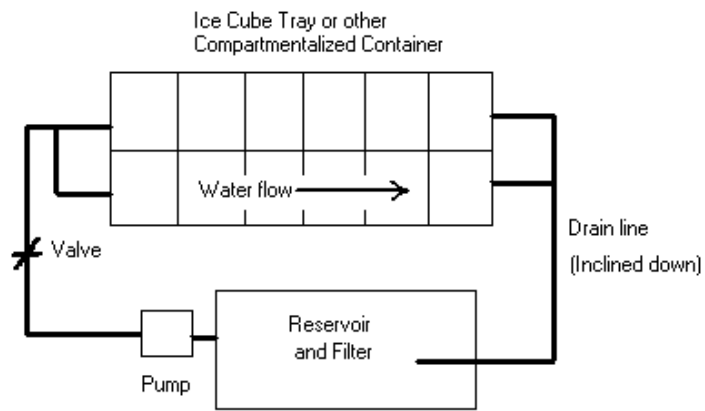 Ice Cube Tray or other
Compartmentalized Container
Water flow
Valve
Drain line
(Inclined down)
Reservoir
and Filter
Pump